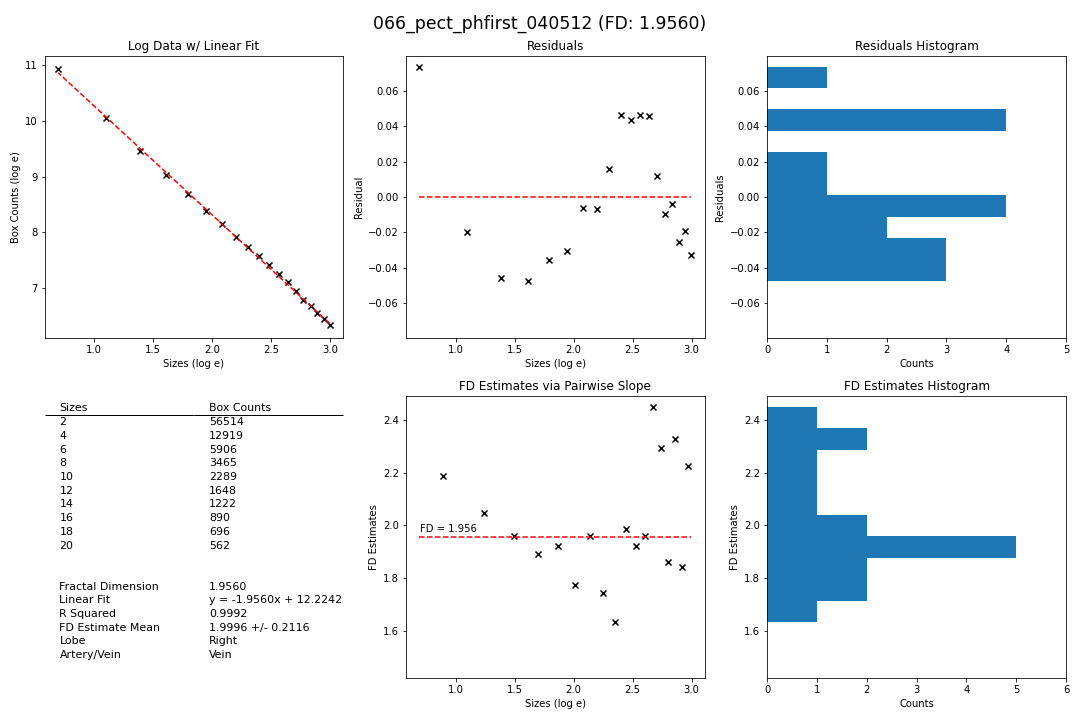 066_pect_phfirst_040512 (FD: 1.9560)
Log Data w/ Linear Fit
Box Counts (log e)
11
10
9
8
7
1.0 1.5 2.0 2.5 3.0
Sizes (log e)
Residuals
Residual
0.06
0.04
0.02
0.00
−0.02
−0.04
−0.06
1.0 1.5 2.0 2.5 3.0
Sizes (log e)
Residuals Histogram
Residuals
0.06
0.04
0.02
0.00
−0.02
−0.04
−0.06
0 1 2 3 4 5
Counts
Sizes Box Counts
2 56514
4 12919
6 5906
8 3465
10 2289
12 1648
14 1222
16 890
18 696
20 562
Fractal Dimension 1.9560
Linear Fit y = -1.9560x + 12.2242
R Squared 0.9992
FD Estimate Mean 1.9996 +/- 0.2116
Lobe Right
Artery/Vein Vein
FD Estimates via Pairwise Slope
FD Estimates
2.4
2.2
2.0
1.8
1.6
FD = 1.956
1.0 1.5 2.0 2.5 3.0
Sizes (log e)
FD Estimates Histogram
FD Estimates
2.4
2.2
2.0
1.8
1.6
0 1 2 3 4 5 6
Counts